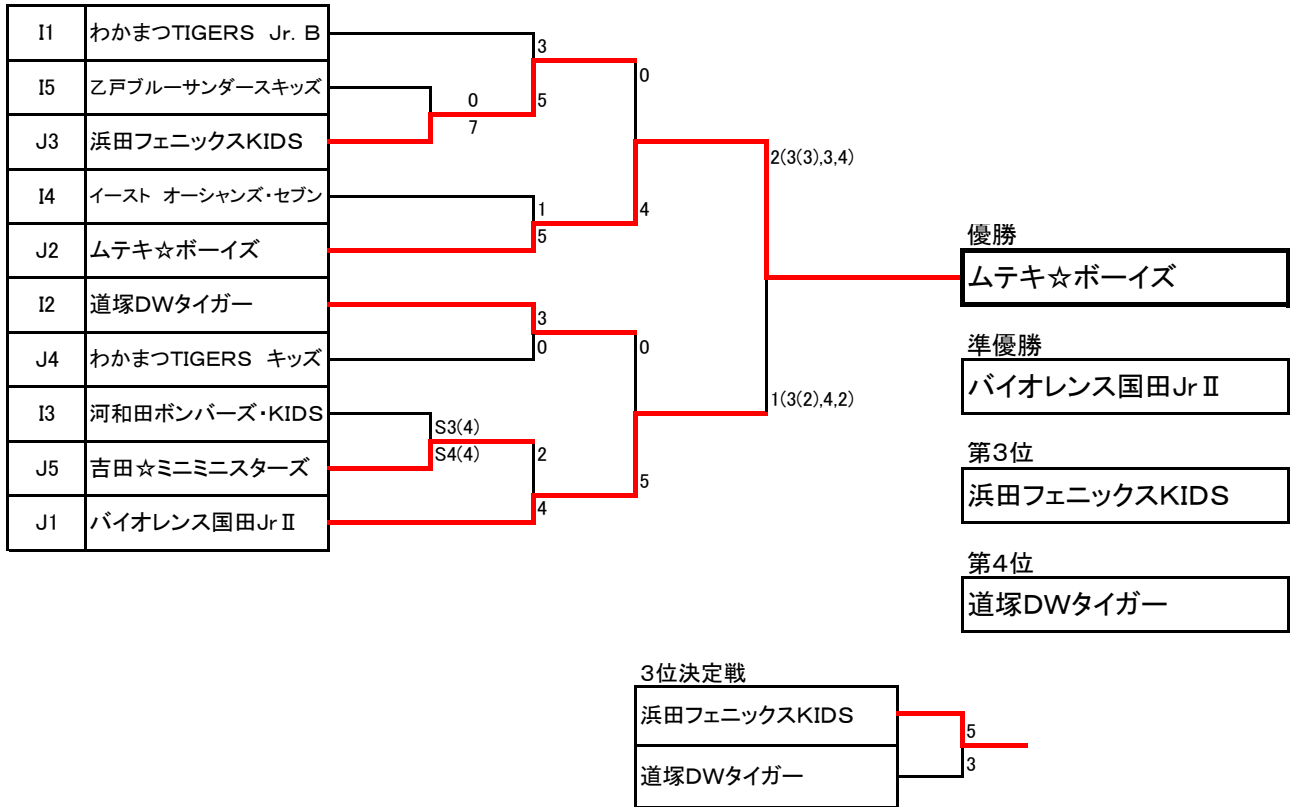 I1 わかまつTIGERS Jr. B
I5 乙戸ブルーサンダースキッズ
J3 浜田フェニックスKIDS
I4 イースト オーシャンズ・セブン
J2 ムテキ☆ボーイズ
I2 道塚DWタイガー
J4 わかまつTIGERS キッズ
I3 河和田ボンバーズ・KIDS
J5 吉田☆ミニミニスターズ
J1 バイオレンス国田JrⅡ
3
0
0
5
7
2(3(3),3,4)
1
4
5
3
0
0
1(3(2),4,2)
S3(4)
S4(4)
2
5
4
優勝
ムテキ☆ボーイズ
準優勝
バイオレンス国田JrⅡ
第3位
浜田フェニックスKIDS
第4位
道塚DWタイガー
3位決定戦
浜田フェニックスKIDS
5
道塚DWタイガー
3